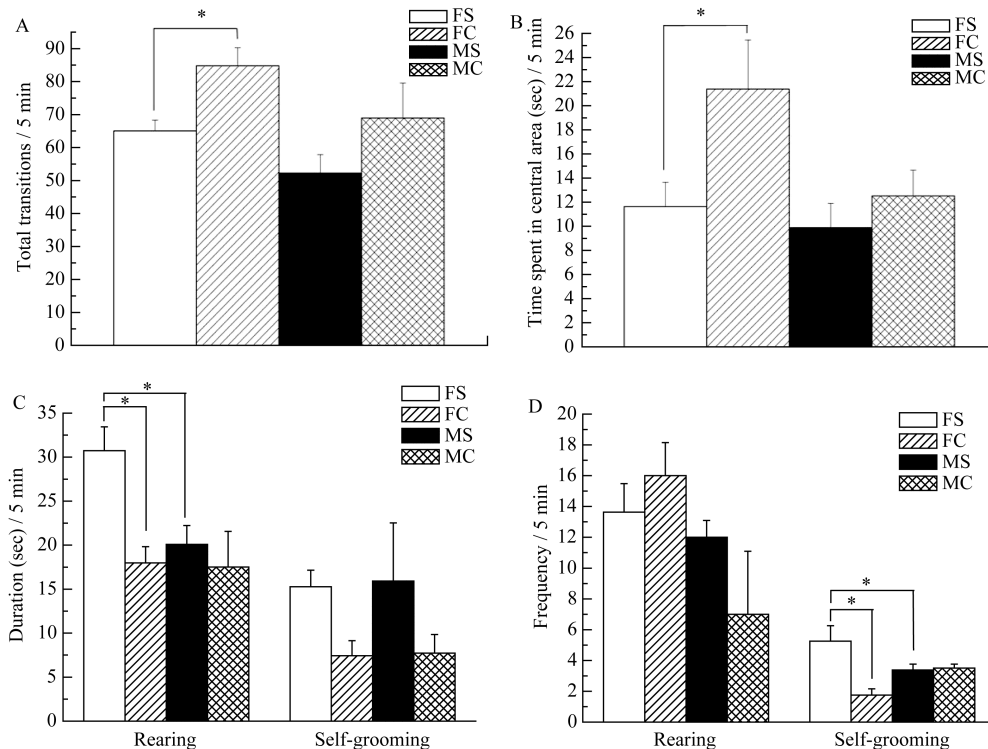 A
Total transitions / 5 min
90
80
70
60
50
40
30
20
10
0
*
FS
FC
MS
MC
B
Time spent in central area (sec) / 5 min
26
24
22
20
18
16
14
12
10
8
6
4
2
0
*
FS
FC
MS
MC
C
Duration (sec) / 5 min
35
30
25
20
15
10
5
0
*
*
FS
FC
MS
MC
Rearing
Self-grooming
D
Frequency / 5 min
20
18
16
14
12
10
8
6
4
2
0
*
*
FS
FC
MS
MC
Rearing
Self-grooming